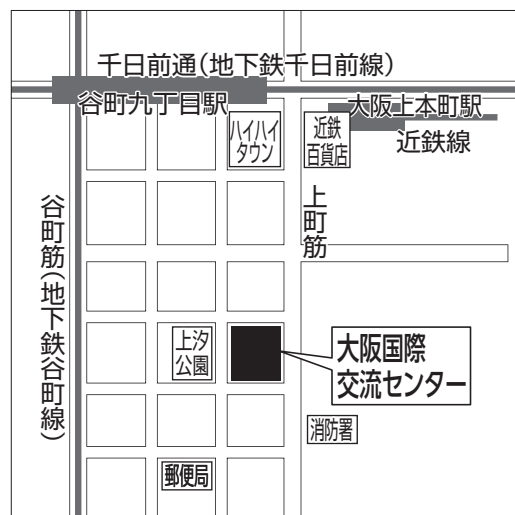 千日前通(地下鉄千日前線)
谷町九丁目駅
大阪上本町駅
近鉄線
ハイハイ
タウン
近鉄
百貨店
上町筋
谷町筋(地下鉄谷町線)
上汐
公園
大阪国際
交流センター
消防署
郵便局